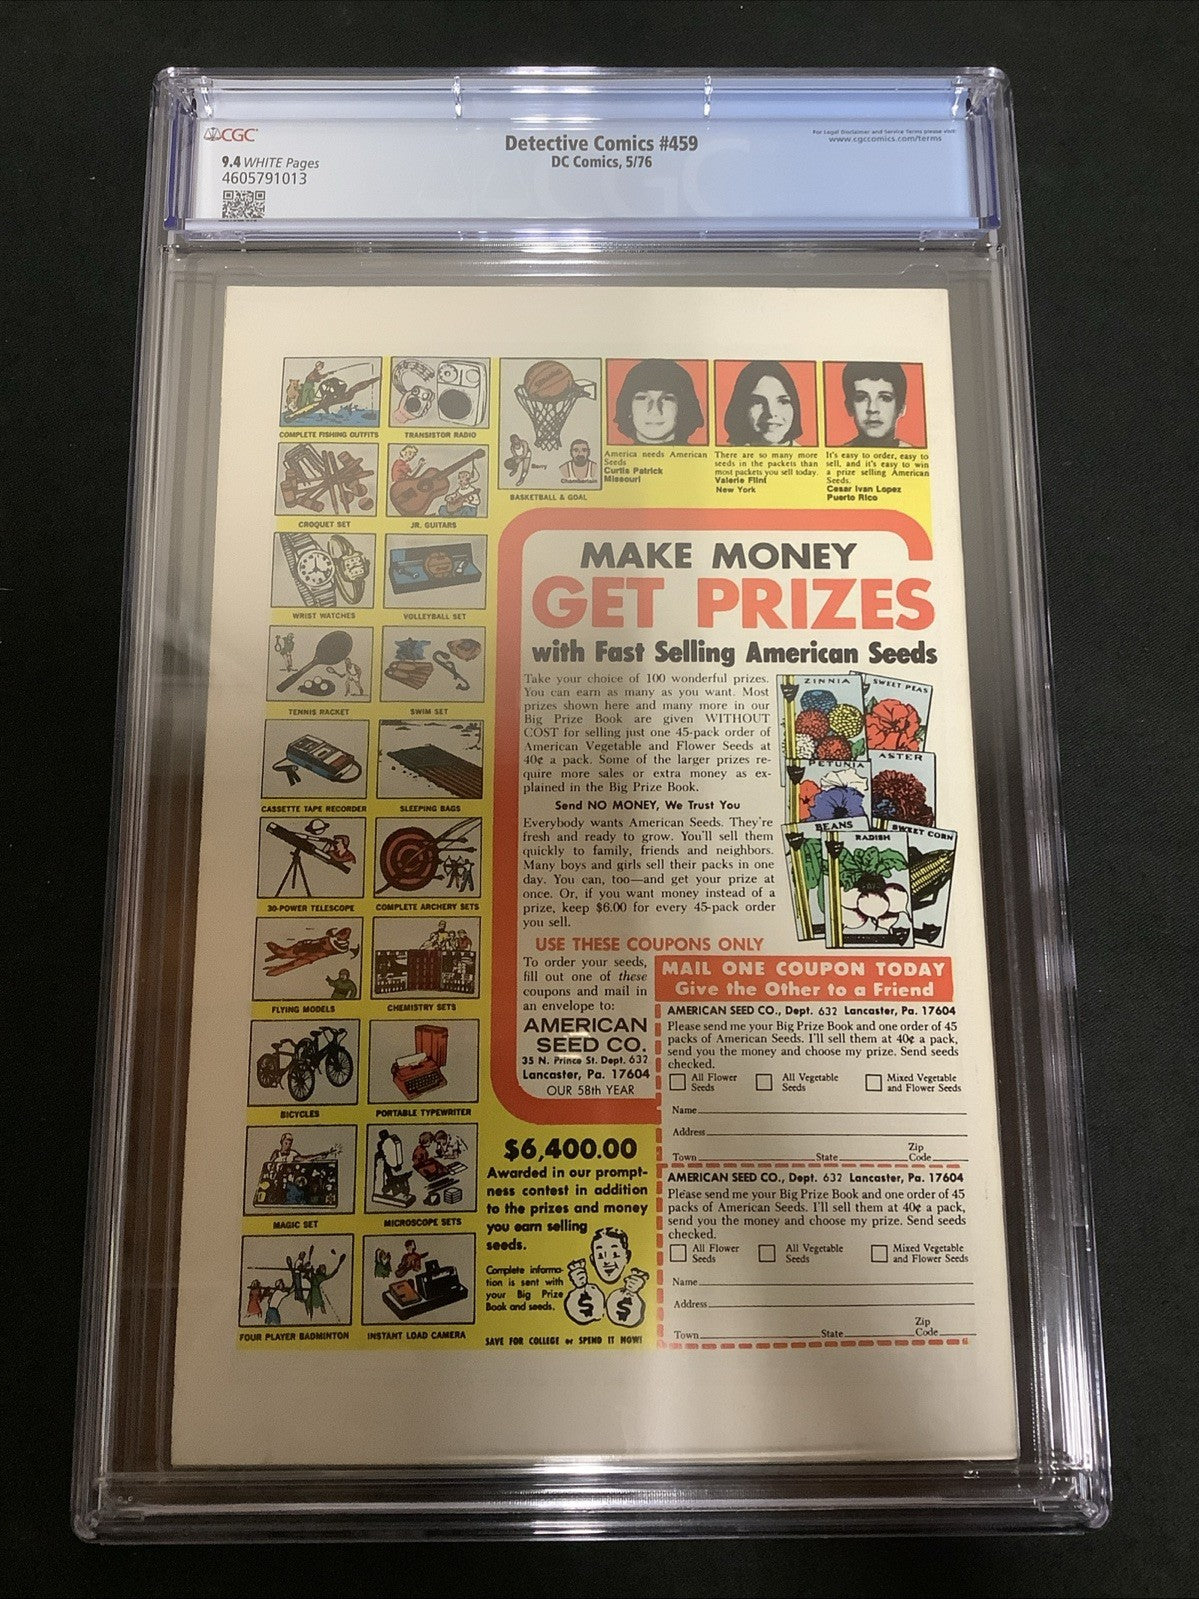 CGC
9.4 WHITE Pages
4605791013
Detective Comics #459
DC Comics, 5/76
For Legal Disclaimer and Service Terms please visit:
www.cgccomics.com/terms
COMPLETE FISHING OUTFITS
TRANSISTOR RADIO
CROQUET SET
JR. GUITARS
WRIST WATCHES
VOLLEYBALL SET
TENNIS RACKET
SWIM SET
CASSETTE TAPE RECORDER
SLEEPING BAGS
30-POWER TELESCOPE
COMPLETE ARCHERY SETS
FLYING MODELS
CHEMISTRY SETS
BICYCLES
PORTABLE TYPEWRITER
MAGIC SET
MICROSCOPE SETS
FOUR PLAYER BADMINTON
INSTANT LOAD CAMERA
Barry
Chamberlain
BASKETBALL & GOAL
America needs American
Seeds
Curtis Patrick
Missouri
There are so many more
seeds in the packets than
most packets you sell today.
Valerie Flint
New York
It's easy to order, easy to
sell, and it's easy to win
a prize selling American
Seeds.
Cesar Ivan Lopez
Puerto Rico
MAKE MONEY
GET PRIZES
with Fast Selling American Seeds
Take your choice of 100 wonderful prizes.
You can earn as many as you want. Most
prizes shown here and many more in our
Big Prize Book are given WITHOUT
COST for selling just one 45-pack order of
American Vegetable and Flower Seeds at
40¢ a pack. Some of the larger prizes re-
quire more sales or extra money as ex-
plained in the Big Prize Book.
Send NO MONEY, We Trust You
Everybody wants American Seeds. They're
fresh and ready to grow. You'll sell them
quickly to family, friends and neighbors.
Many boys and girls sell their packs in one
day. You can, too—and get your prize at
once. Or, if you want money instead of a
prize, keep $6.00 for every 45-pack order
you sell.
ZINNIA
SWEET PEAS
PETUNIA
ASTER
BEANS
RADISH
SWEET CORN
USE THESE COUPONS ONLY
To order your seeds,
fill out one of these
coupons and mail in
an envelope to:
AMERICAN
SEED CO.
35 N. Prince St. Dept. 632
Lancaster, Pa. 17604
OUR 58th YEAR
MAIL ONE COUPON TODAY
Give the Other to a Friend
AMERICAN SEED CO., Dept. 632 Lancaster, Pa. 17604
Please send me your Big Prize Book and one order of 45
packs of American Seeds. I'll sell them at 40¢ a pack,
send you the money and choose my prize. Send seeds
checked.
All Flower Seeds
All Vegetable Seeds
Mixed Vegetable and Flower Seeds
Name
Address
Town State Zip Code
AMERICAN SEED CO., Dept. 632 Lancaster, Pa. 17604
Please send me your Big Prize Book and one order of 45
packs of American Seeds. I'll sell them at 40¢ a pack,
send you the money and choose my prize. Send seeds
checked.
All Flower Seeds
All Vegetable Seeds
Mixed Vegetable and Flower Seeds
Name
Address
Town State Zip Code
$6,400.00
Awarded in our prompt-
ness contest in addition
to the prizes and money
you earn selling
seeds.
Complete informa-
tion is sent with
your Big Prize
Book and seeds.
$ $
SAVE FOR COLLEGE or SPEND IT NOW!